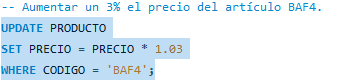 -- Aumentar un 3% el precio del artículo BAF4.
UPDATE PRODUCTO
SET PRECIO = PRECIO * 1.03
WHERE CODIGO = 'BAF4';